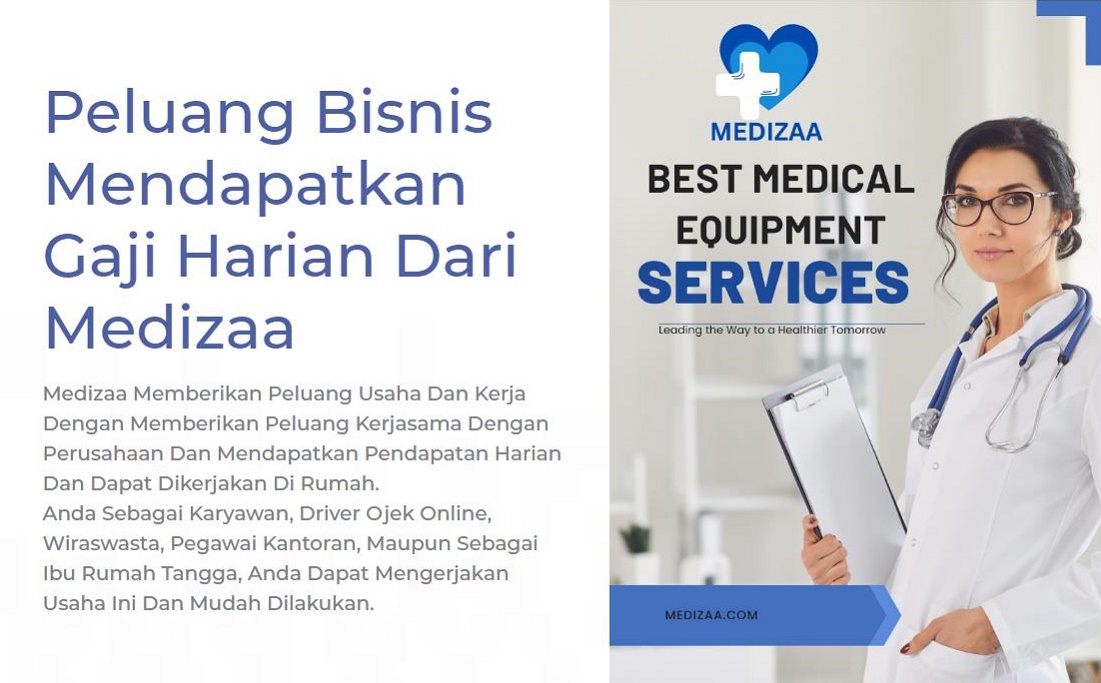 Peluang Bisnis
Mendapatkan
Gaji Harian Dari
Medizaa
Medizaa Memberikan Peluang Usaha Dan Kerja
Dengan Memberikan Peluang Kerjasama Dengan
Perusahaan Dan Mendapatkan Pendapatan Harian
Dan Dapat Dikerjakan Di Rumah.
Anda Sebagai Karyawan, Driver Ojek Online,
Wiraswasta, Pegawai Kantoran, Maupun Sebagai
Ibu Rumah Tangga, Anda Dapat Mengerjakan
Usaha Ini Dan Mudah Dilakukan.
MEDIZAA
BEST MEDICAL
EQUIPMENT
SERVICES
Leading the Way to a Healthier Tomorrow
MEDIZAA.COM